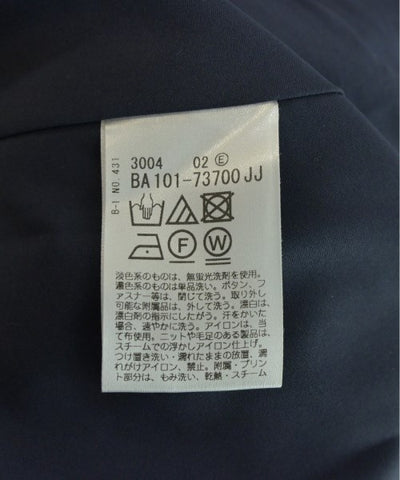 B-I NO.431
3004 02 Ⓔ
BA101-73700JJ
F W
淡色系のものは、無蛍光洗剤を使用。
濃色系のものは単品洗い。ボタン、フ
ァスナー等は、閉じて洗う。取り外し
可能な附属品は、外して洗う。漂白は、
漂白剤の指示にしたがう。汗をかいた
場合、速やかに洗う。アイロンは、当
て布使用。ニットや毛足のある製品は、
スチームでの浮かしアイロン仕上げ。
つけ置き洗い・濡れたままの放置、濡
れがけアイロン、禁止。附属・プリン
ト部分は、もみ洗い、乾熱・スチー